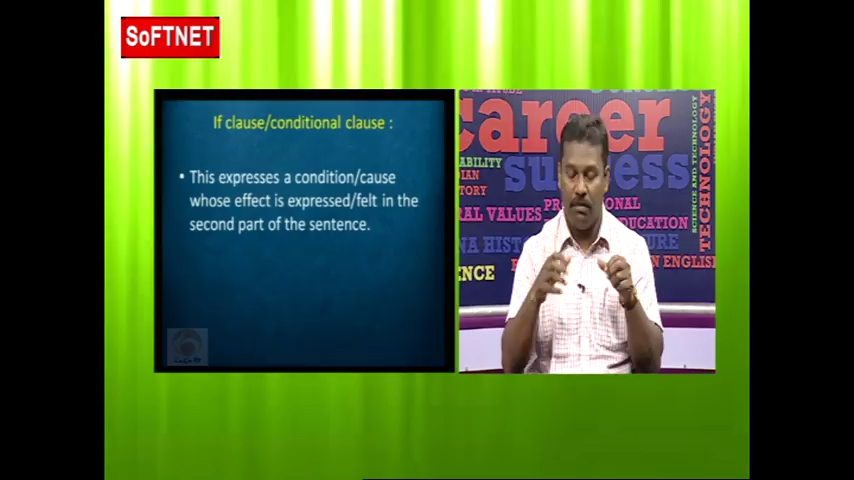 SoFTNET
If clause/conditional clause :
• This expresses a condition/cause
whose effect is expressed/felt in the
second part of the sentence.
career
success
ABILITY
TORY
RAL VALUES
EDUCATION
NA HIST
ENCE
N ENGLISH
SCIENCE AND TECHNOLOGY
TECHNOLOGY